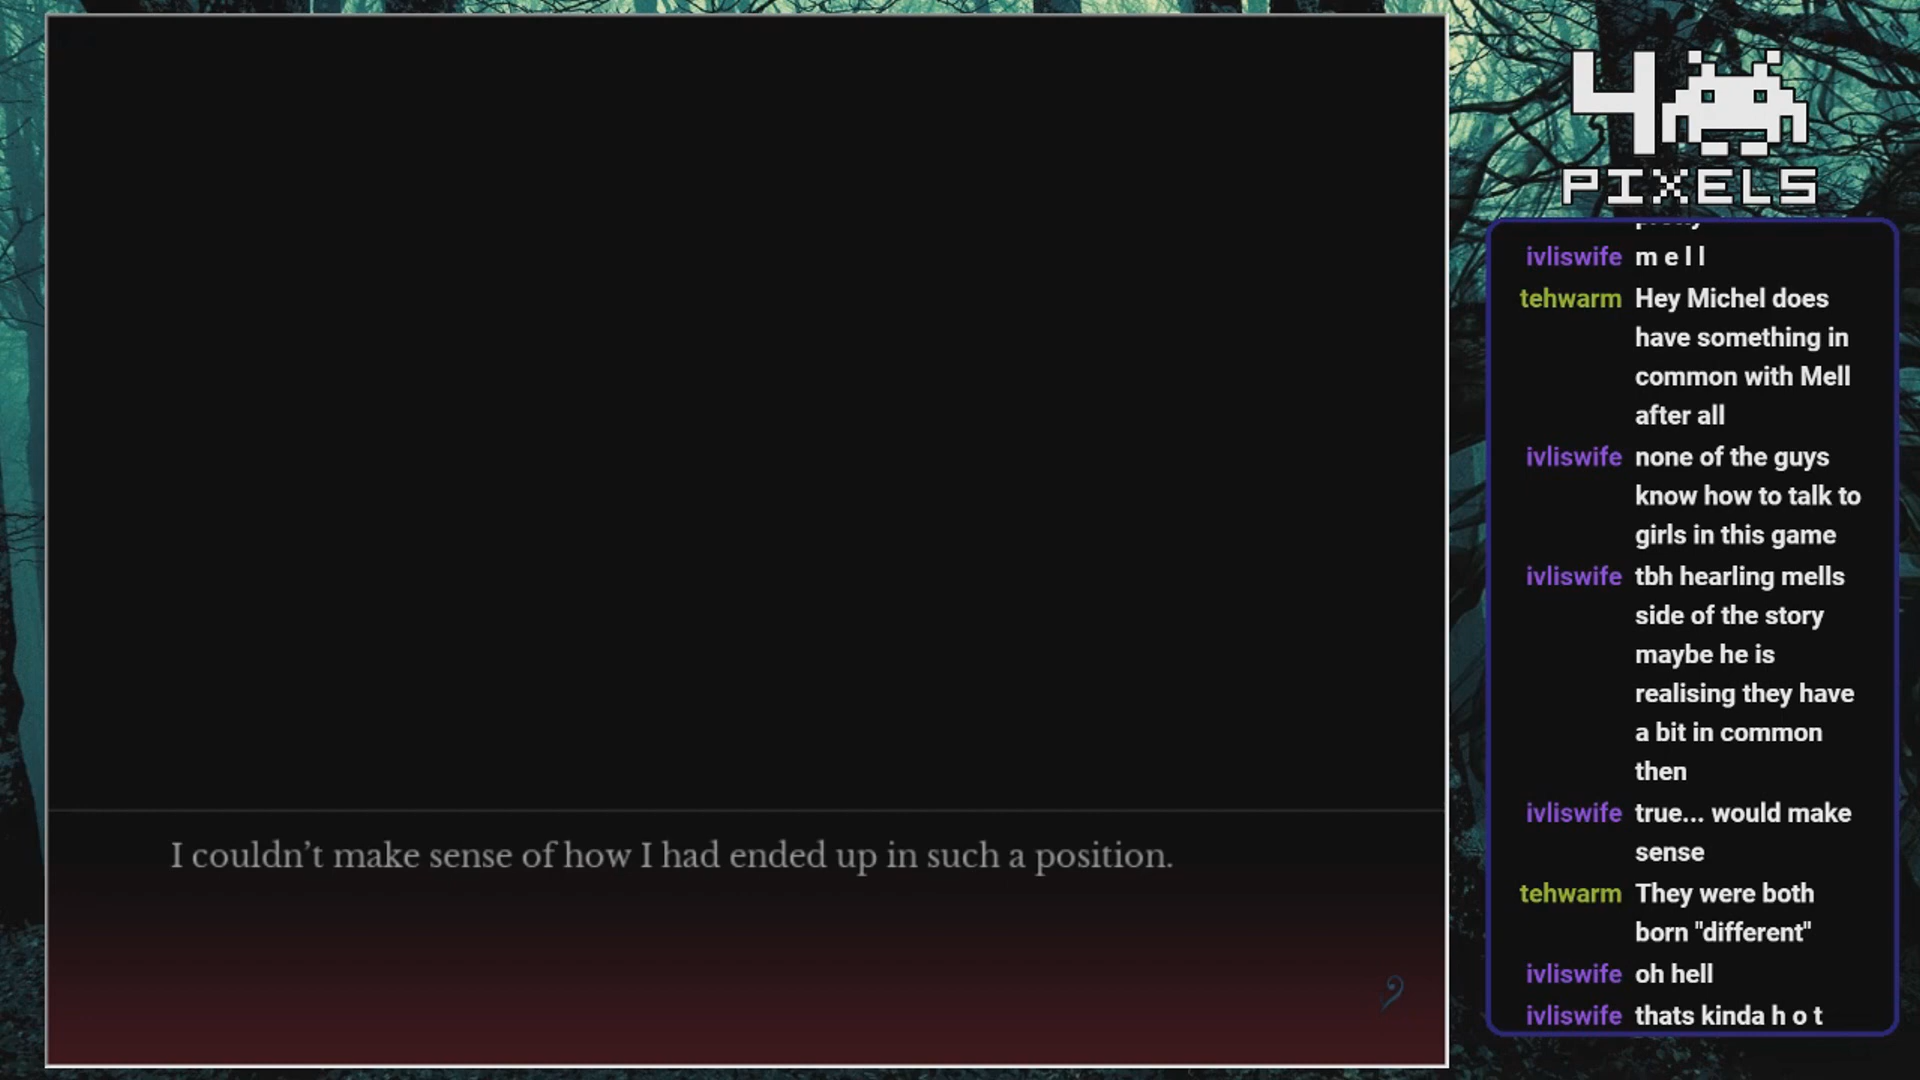 4
PIXELS
ivliswife m e l l
tehwarm Hey Michel does
have something in
common with Mell
after all
ivliswife none of the guys
know how to talk to
girls in this game
ivliswife tbh hearling mells
side of the story
maybe he is
realising they have
a bit in common
then
ivliswife true... would make
sense
tehwarm They were both
born "different"
ivliswife oh hell
ivliswife thats kinda h o t
I couldn't make sense of how I had ended up in such a position.